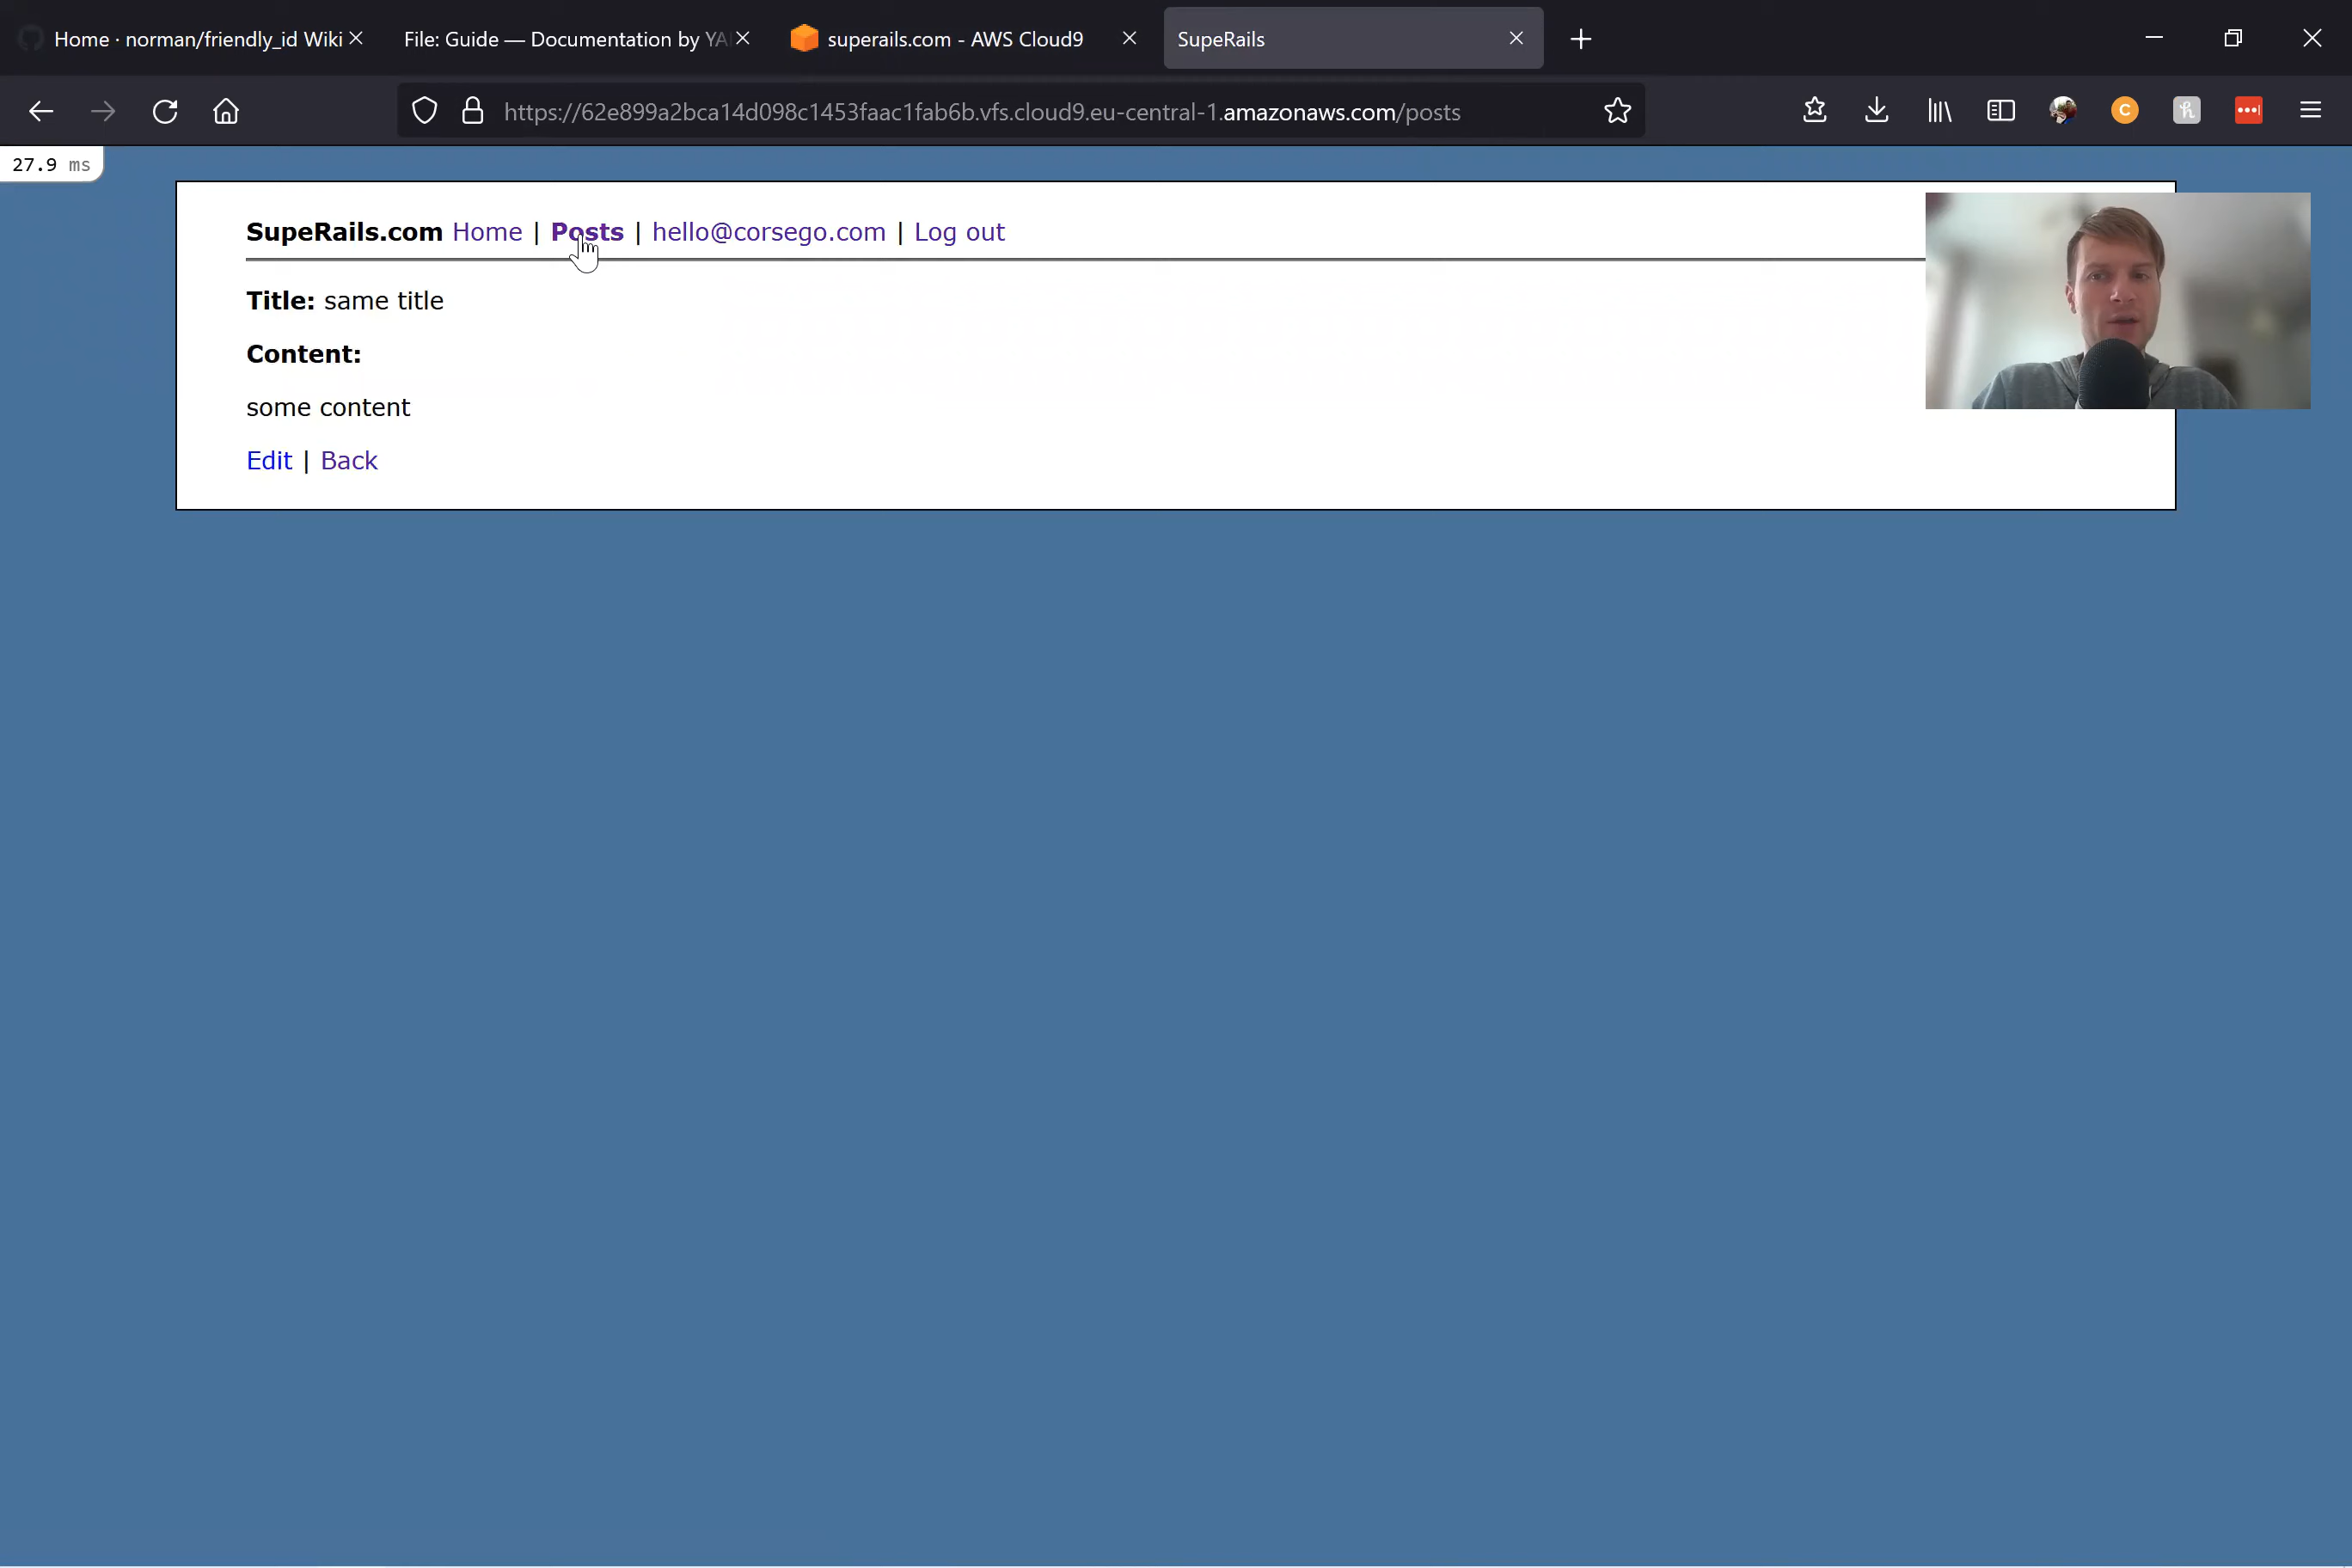 Home · norman/friendly_id Wiki
File: Guide — Documentation by YA
superails.com - AWS Cloud9
SupeRails
https://62e899a2bca14d098c1453faac1fab6b.vfs.cloud9.eu-central-1.amazonaws.com/posts
27.9 ms
SupeRails.com Home | Posts | hello@corsego.com | Log out
Title: same title
Content:
some content
Edit | Back